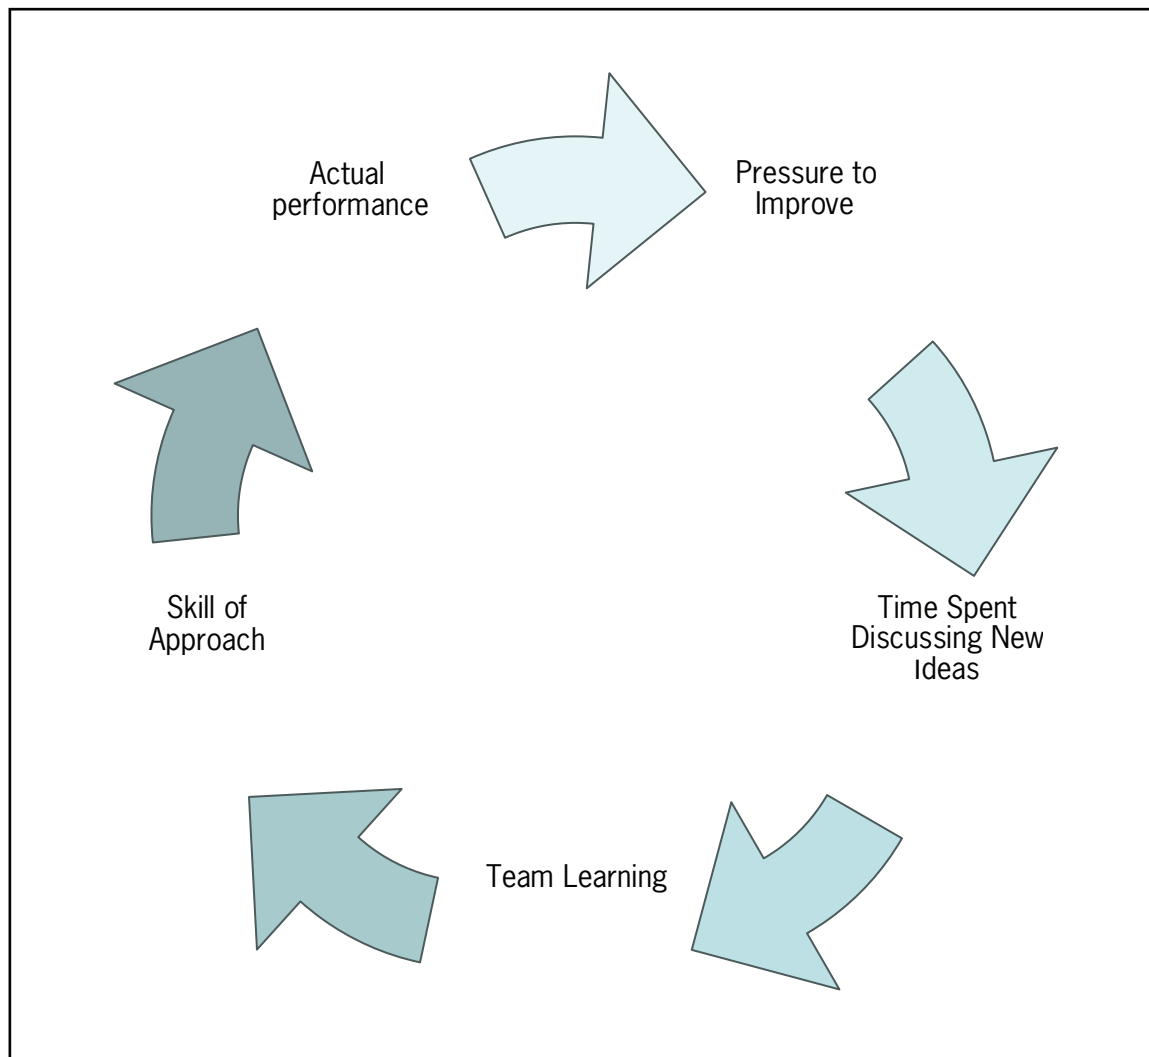 Actual
performance
Pressure to
Improve
Time Spent
Discussing New
Ideas
Team Learning
Skill of
Approach